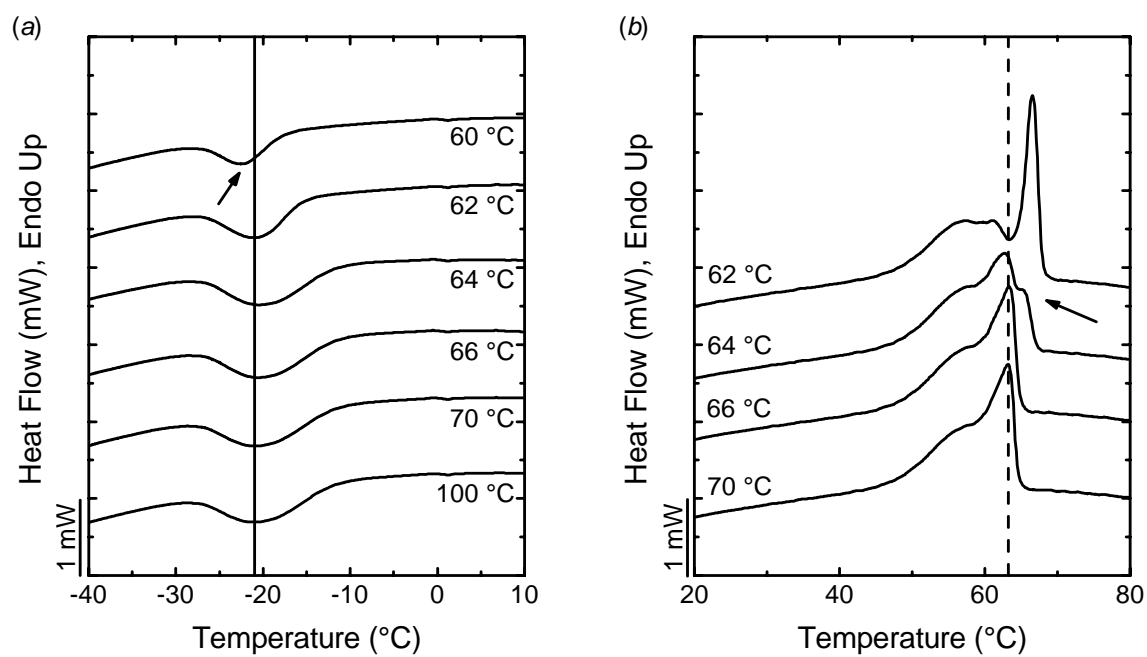 (a)
Heat Flow (mW), Endo Up
60 °C
62 °C
64 °C
66 °C
70 °C
100 °C
1 mW
-40 -30 -20 -10 0 10
Temperature (°C)
(b)
Heat Flow (mW), Endo Up
62 °C
64 °C
66 °C
70 °C
1 mW
20 40 60 80
Temperature (°C)